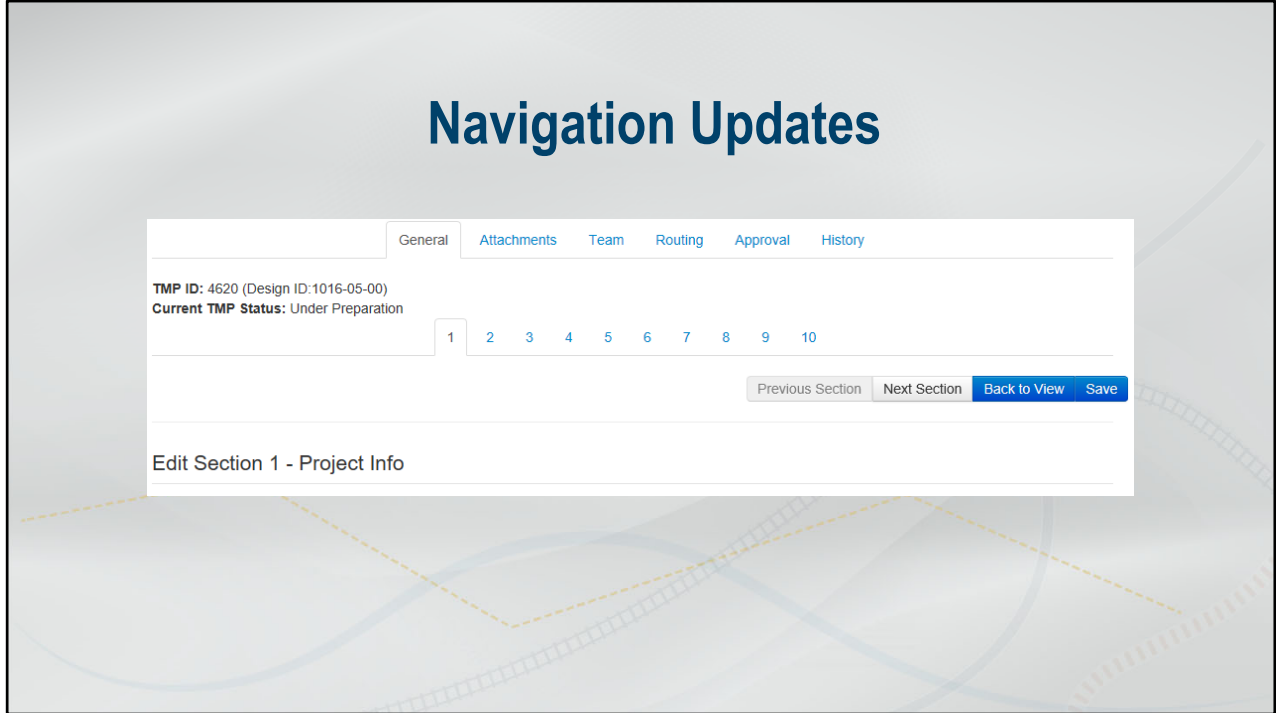 Navigation Updates
General Attachments Team Routing Approval History
TMP ID: 4620 (Design ID:1016-05-00)
Current TMP Status: Under Preparation
1 2 3 4 5 6 7 8 9 10
Previous Section Next Section Back to View Save
Edit Section 1 - Project Info